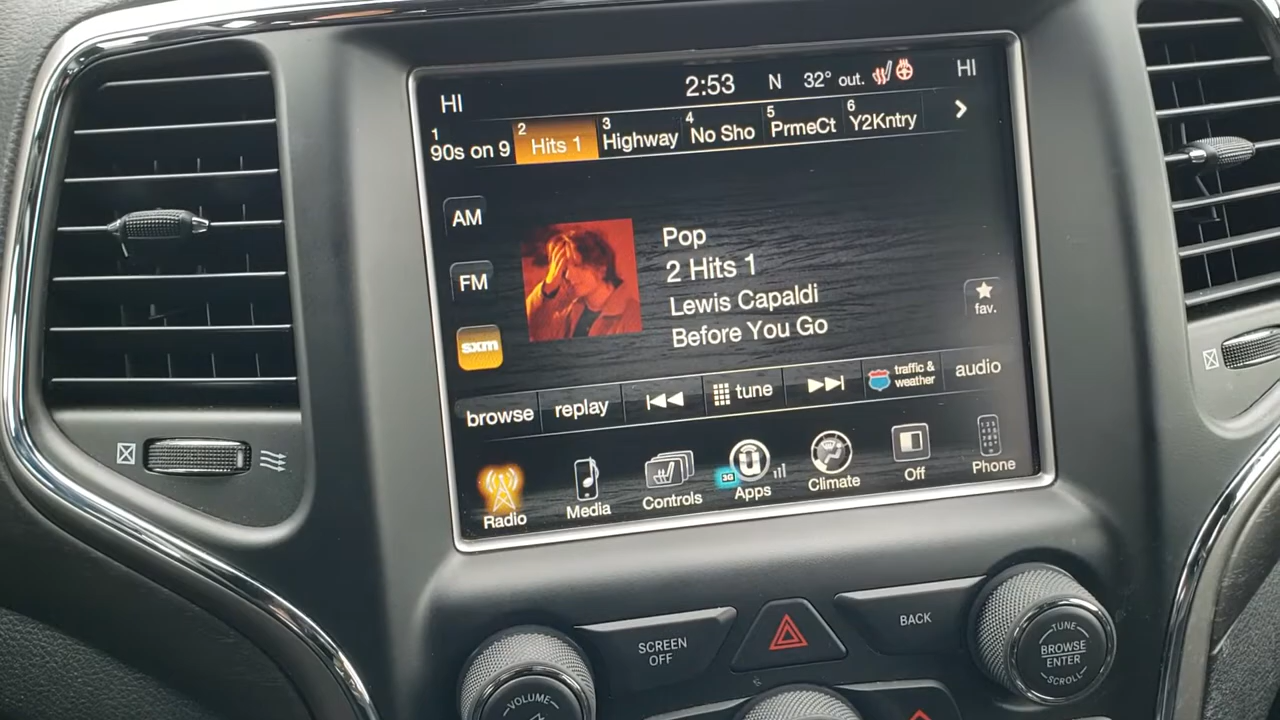 HI 2:53 N 32° out. HI
1 90s on 9 2 Hits 1 3 Highway 4 No Sho 5 PrmeCt 6 Y2Kntry
AM
FM
sxm
Pop
2 Hits 1
Lewis Capaldi
Before You Go
fav.
browse replay tune traffic & weather audio
Radio Media Controls 3G Apps Climate Off Phone
SCREEN OFF
BACK
VOLUME
TUNE
BROWSE
ENTER
SCROLL